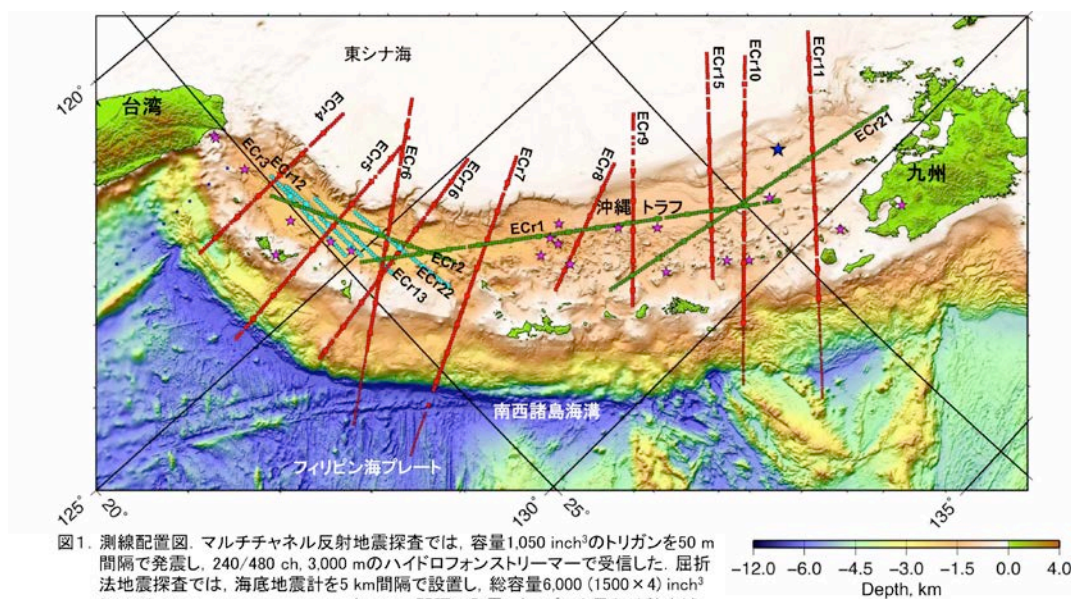 東シナ海
120°
台湾
ECr4
ECr3
ECr12
ECr5
ECr6
ECr16
ECr7
ECr8
ECr9
ECr15
ECr10
ECr11
ECr21
九州
沖縄 トラフ
ECr1
ECr2
ECr22
ECr13
南西諸島海溝
フィリピン海プレート
125°
20°
130°
25°
135°
図1. 測線配置図. マルチチャネル反射地震探査では, 容量1,050 inch³のトリガンを50 m
間隔で発震し, 240/480 ch, 3,000 mのハイドロフォンストリーマーで受信した. 屈折
法地震探査では, 海底地震計を5 km間隔で設置し, 総容量6,000 (1500×4) inch³
-12.0 -6.0 -4.5 -3.0 -1.5 0.0 4.0
Depth, km